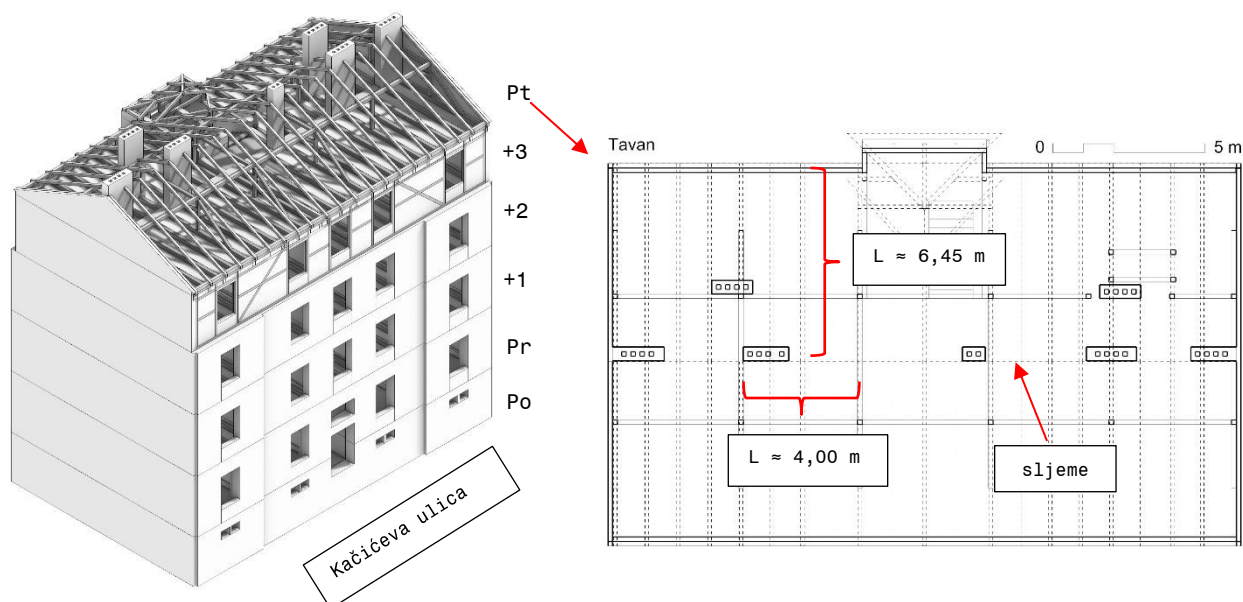 Pt
+3
+2
+1
Pr
Po
Kačićeva ulica
Tavan
0 5 m
L ≈ 6,45 m
L ≈ 4,00 m
sljeme